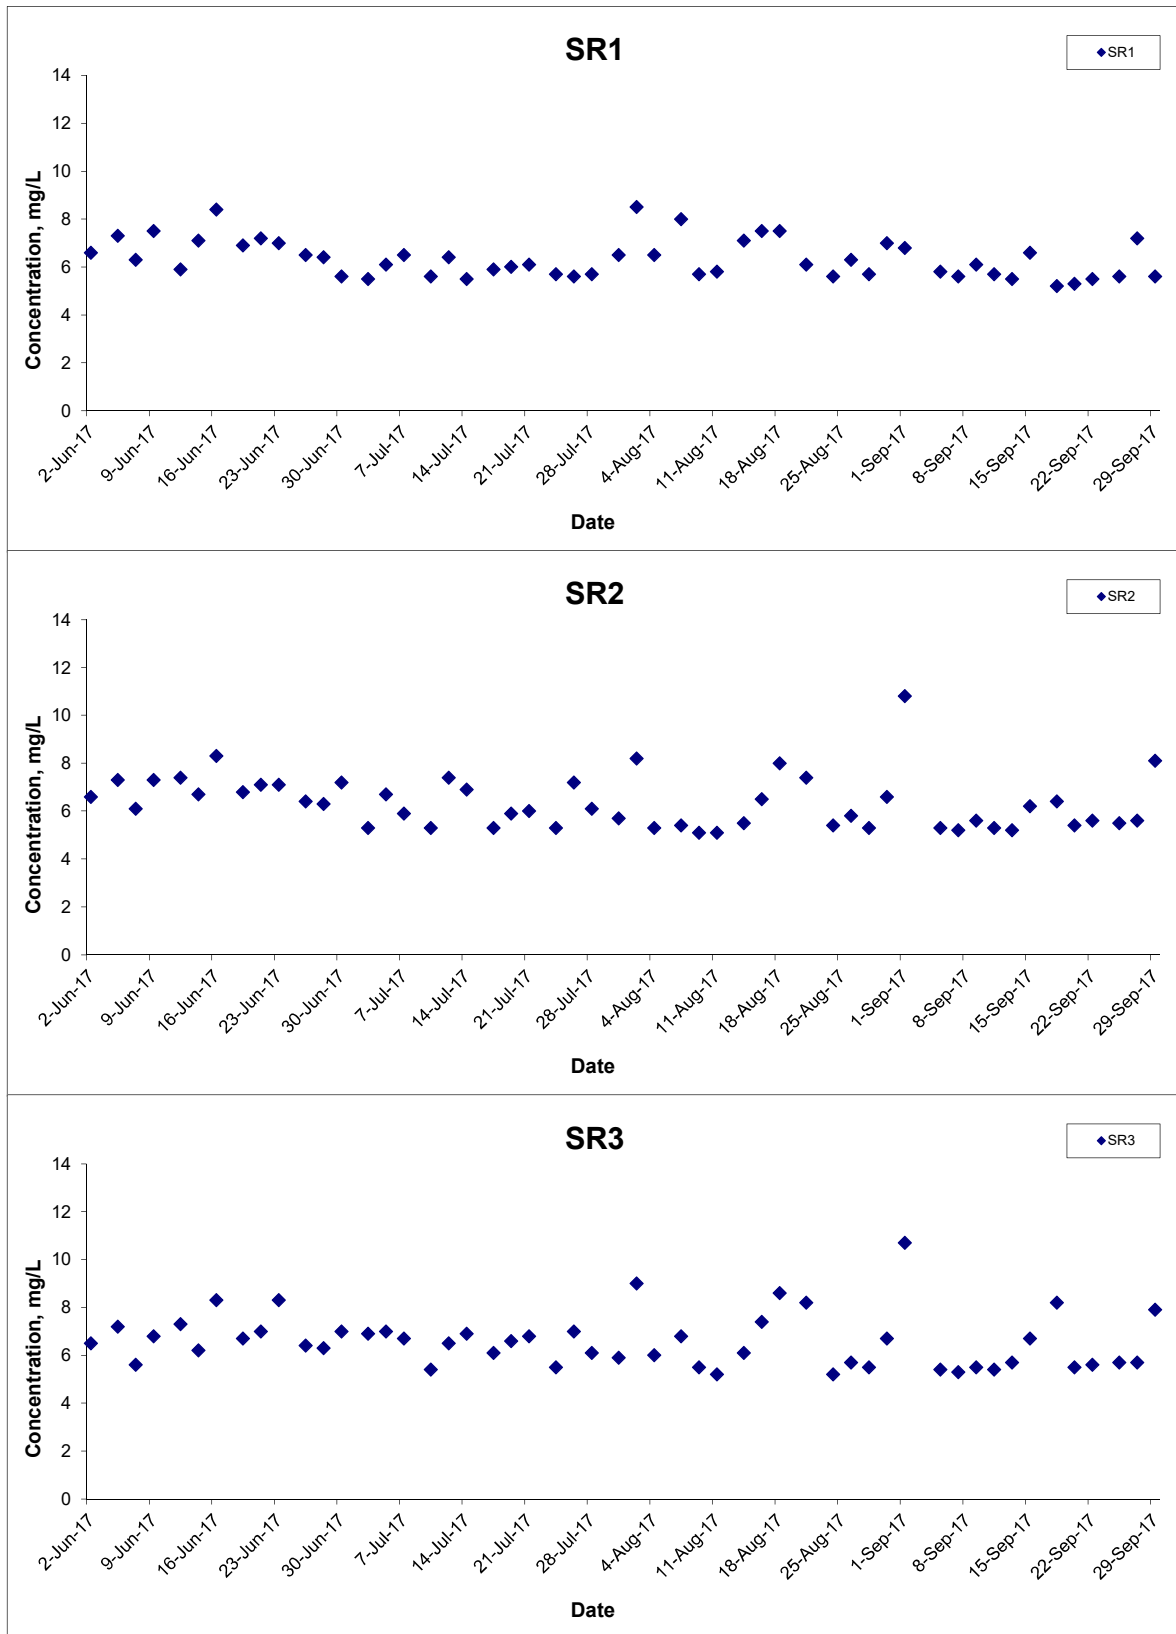 SR1
SR1
Concentration, mg/L
14
12
10
8
6
4
2
0
2-Jun-17
9-Jun-17
16-Jun-17
23-Jun-17
30-Jun-17
7-Jul-17
14-Jul-17
21-Jul-17
28-Jul-17
4-Aug-17
11-Aug-17
18-Aug-17
25-Aug-17
1-Sep-17
8-Sep-17
15-Sep-17
22-Sep-17
29-Sep-17
Date
SR2
SR2
Concentration, mg/L
14
12
10
8
6
4
2
0
2-Jun-17
9-Jun-17
16-Jun-17
23-Jun-17
30-Jun-17
7-Jul-17
14-Jul-17
21-Jul-17
28-Jul-17
4-Aug-17
11-Aug-17
18-Aug-17
25-Aug-17
1-Sep-17
8-Sep-17
15-Sep-17
22-Sep-17
29-Sep-17
Date
SR3
SR3
Concentration, mg/L
14
12
10
8
6
4
2
0
2-Jun-17
9-Jun-17
16-Jun-17
23-Jun-17
30-Jun-17
7-Jul-17
14-Jul-17
21-Jul-17
28-Jul-17
4-Aug-17
11-Aug-17
18-Aug-17
25-Aug-17
1-Sep-17
8-Sep-17
15-Sep-17
22-Sep-17
29-Sep-17
Date